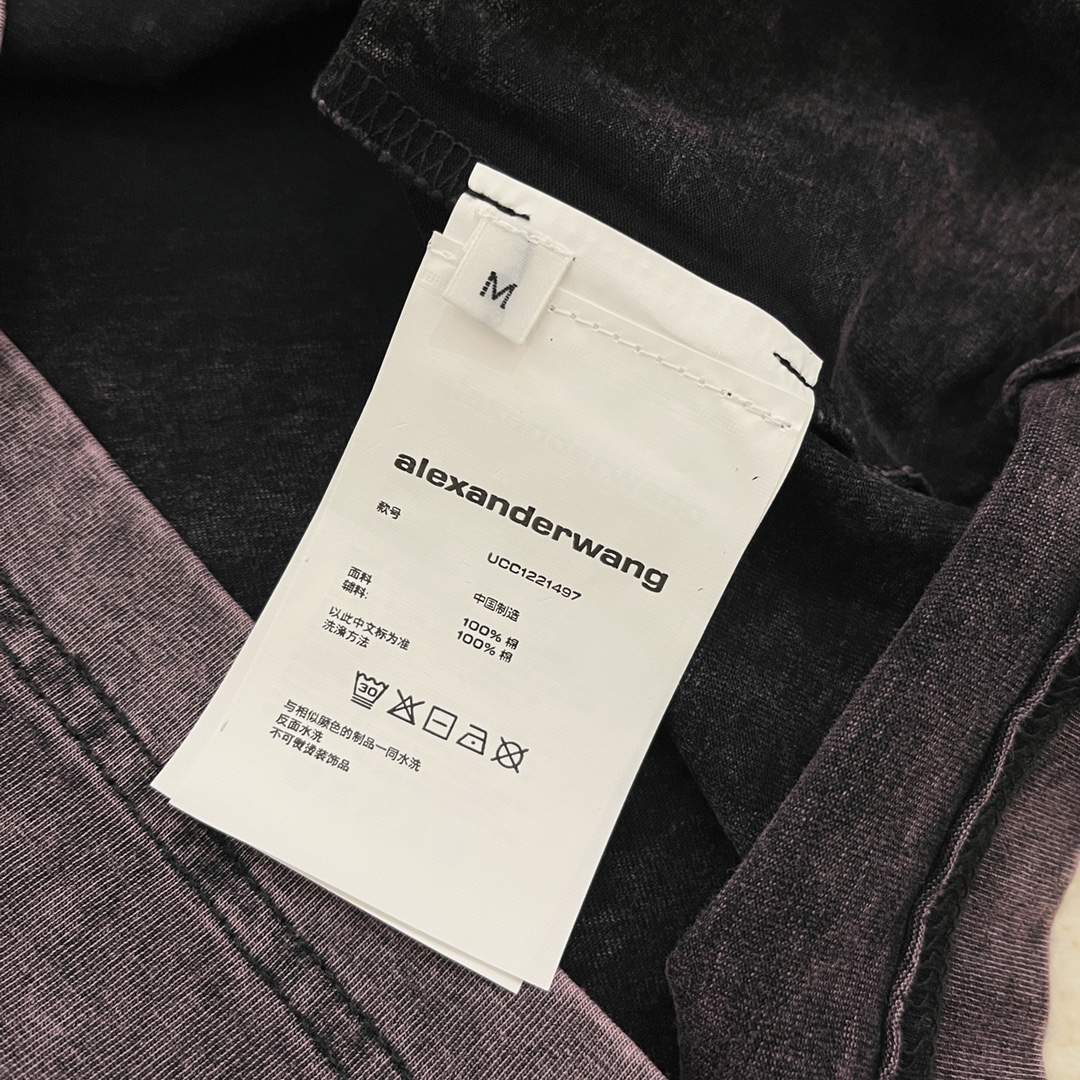 M
alexanderwang
款号
UCC1221497
中国制造
面料 100% 棉
辅料: 100% 棉
以此中文标为准
洗滌方法
30
与相似颜色的制品一同水洗
反面水洗
不可熨烫装饰品